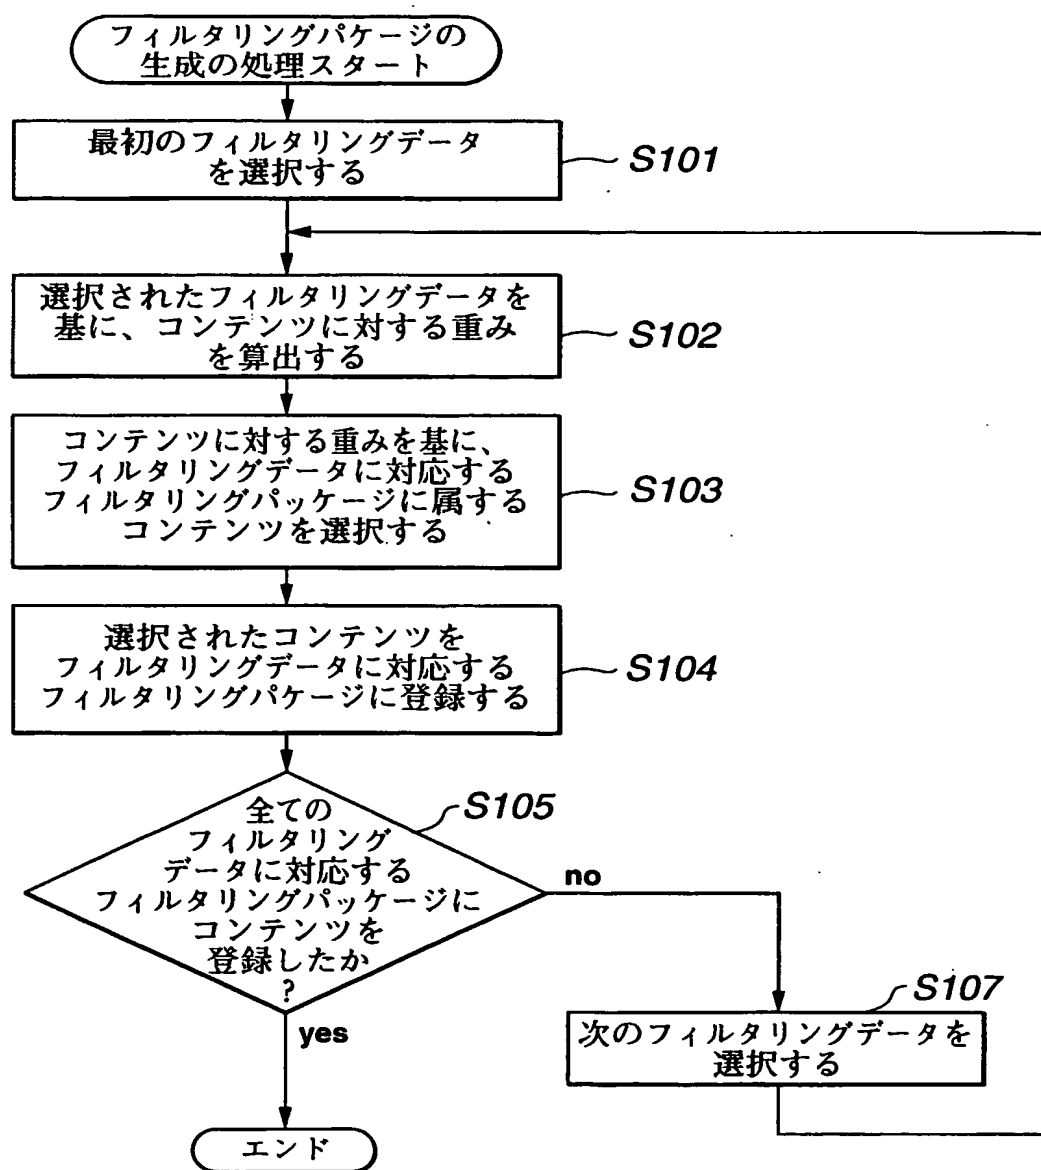 フィルタリングパケージの
生成の処理スタート
最初のフィルタリングデータ
を選択する
S101
選択されたフィルタリングデータを
基に、コンテンツに対する重み
を算出する
S102
コンテンツに対する重みを基に、
フィルタリングデータに対応する
フィルタリングパッケージに属する
コンテンツを選択する
S103
選択されたコンテンツを
フィルタリングデータに対応する
フィルタリングパケージに登録する
S104
全ての
フィルタリング
データに対応する
フィルタリングパッケージに
コンテンツを
登録したか
?
S105
no
yes
S107
次のフィルタリングデータを
選択する
エンド